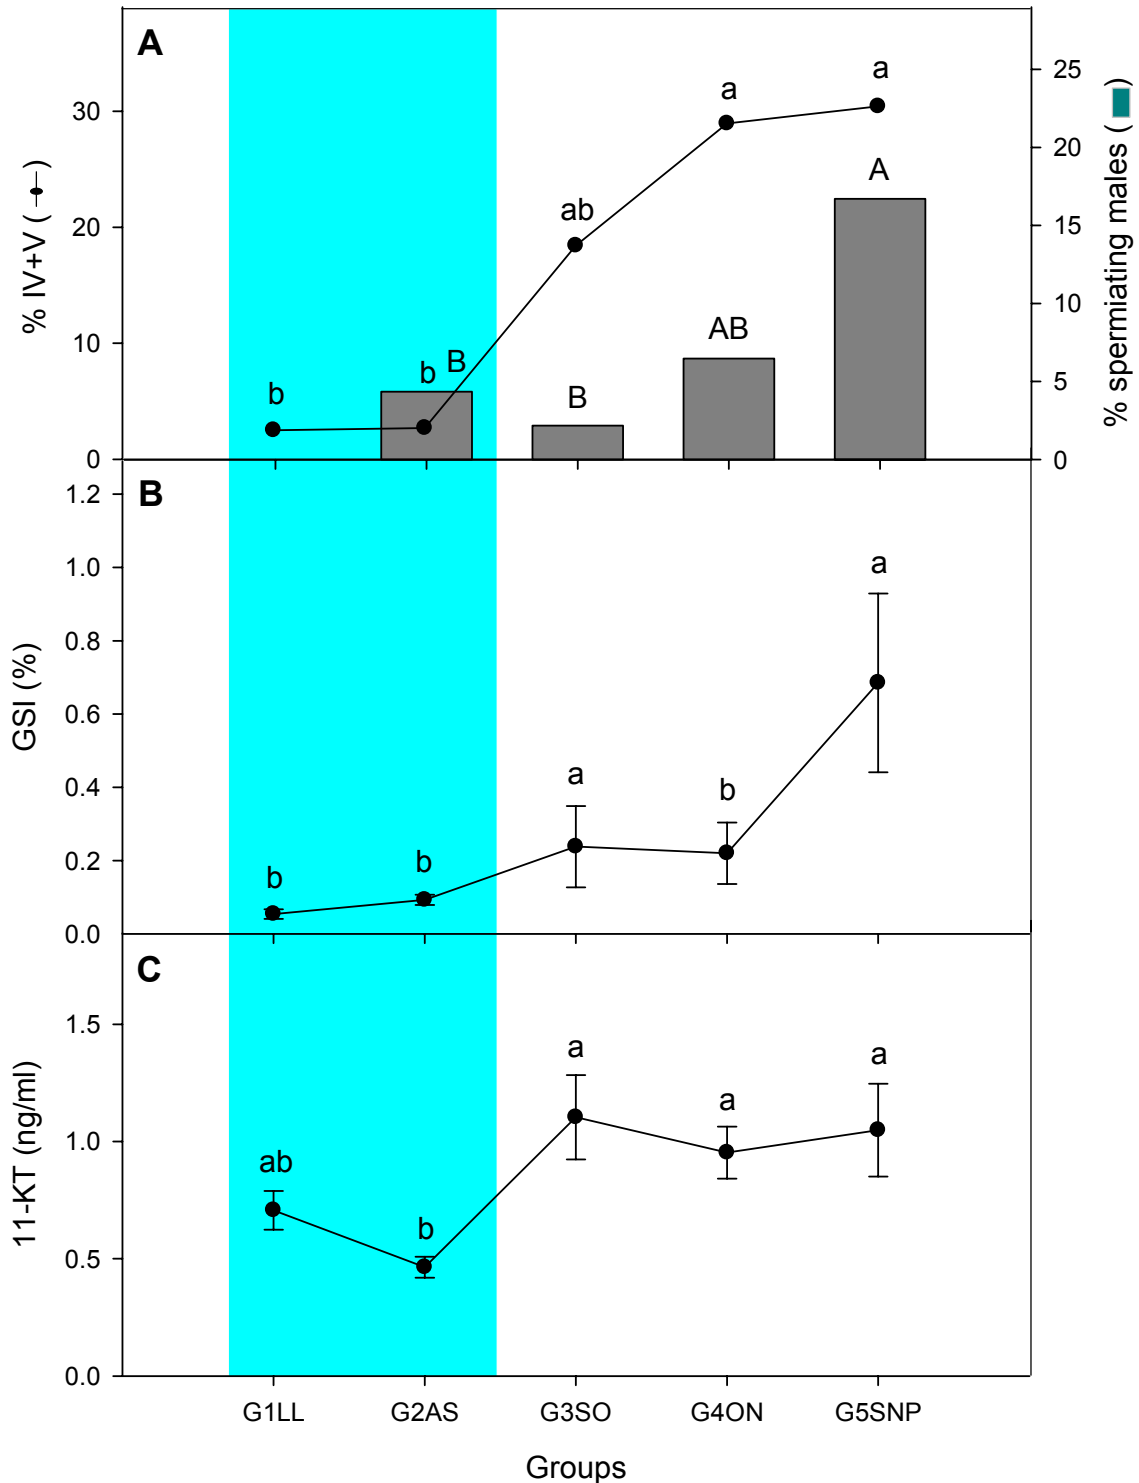 A
% IV+V ( )
30
20
10
0
b
b
B
ab
B
a
AB
a
A
25
20
15
10
5
0
% spermiating males ( )
B
GSI (%)
1.2
1.0
0.8
0.6
0.4
0.2
0.0
b
b
a
b
a
C
11-KT (ng/ml)
1.5
1.0
0.5
0.0
ab
b
a
a
a
G1LL G2AS G3SO G4ON G5SNP
Groups